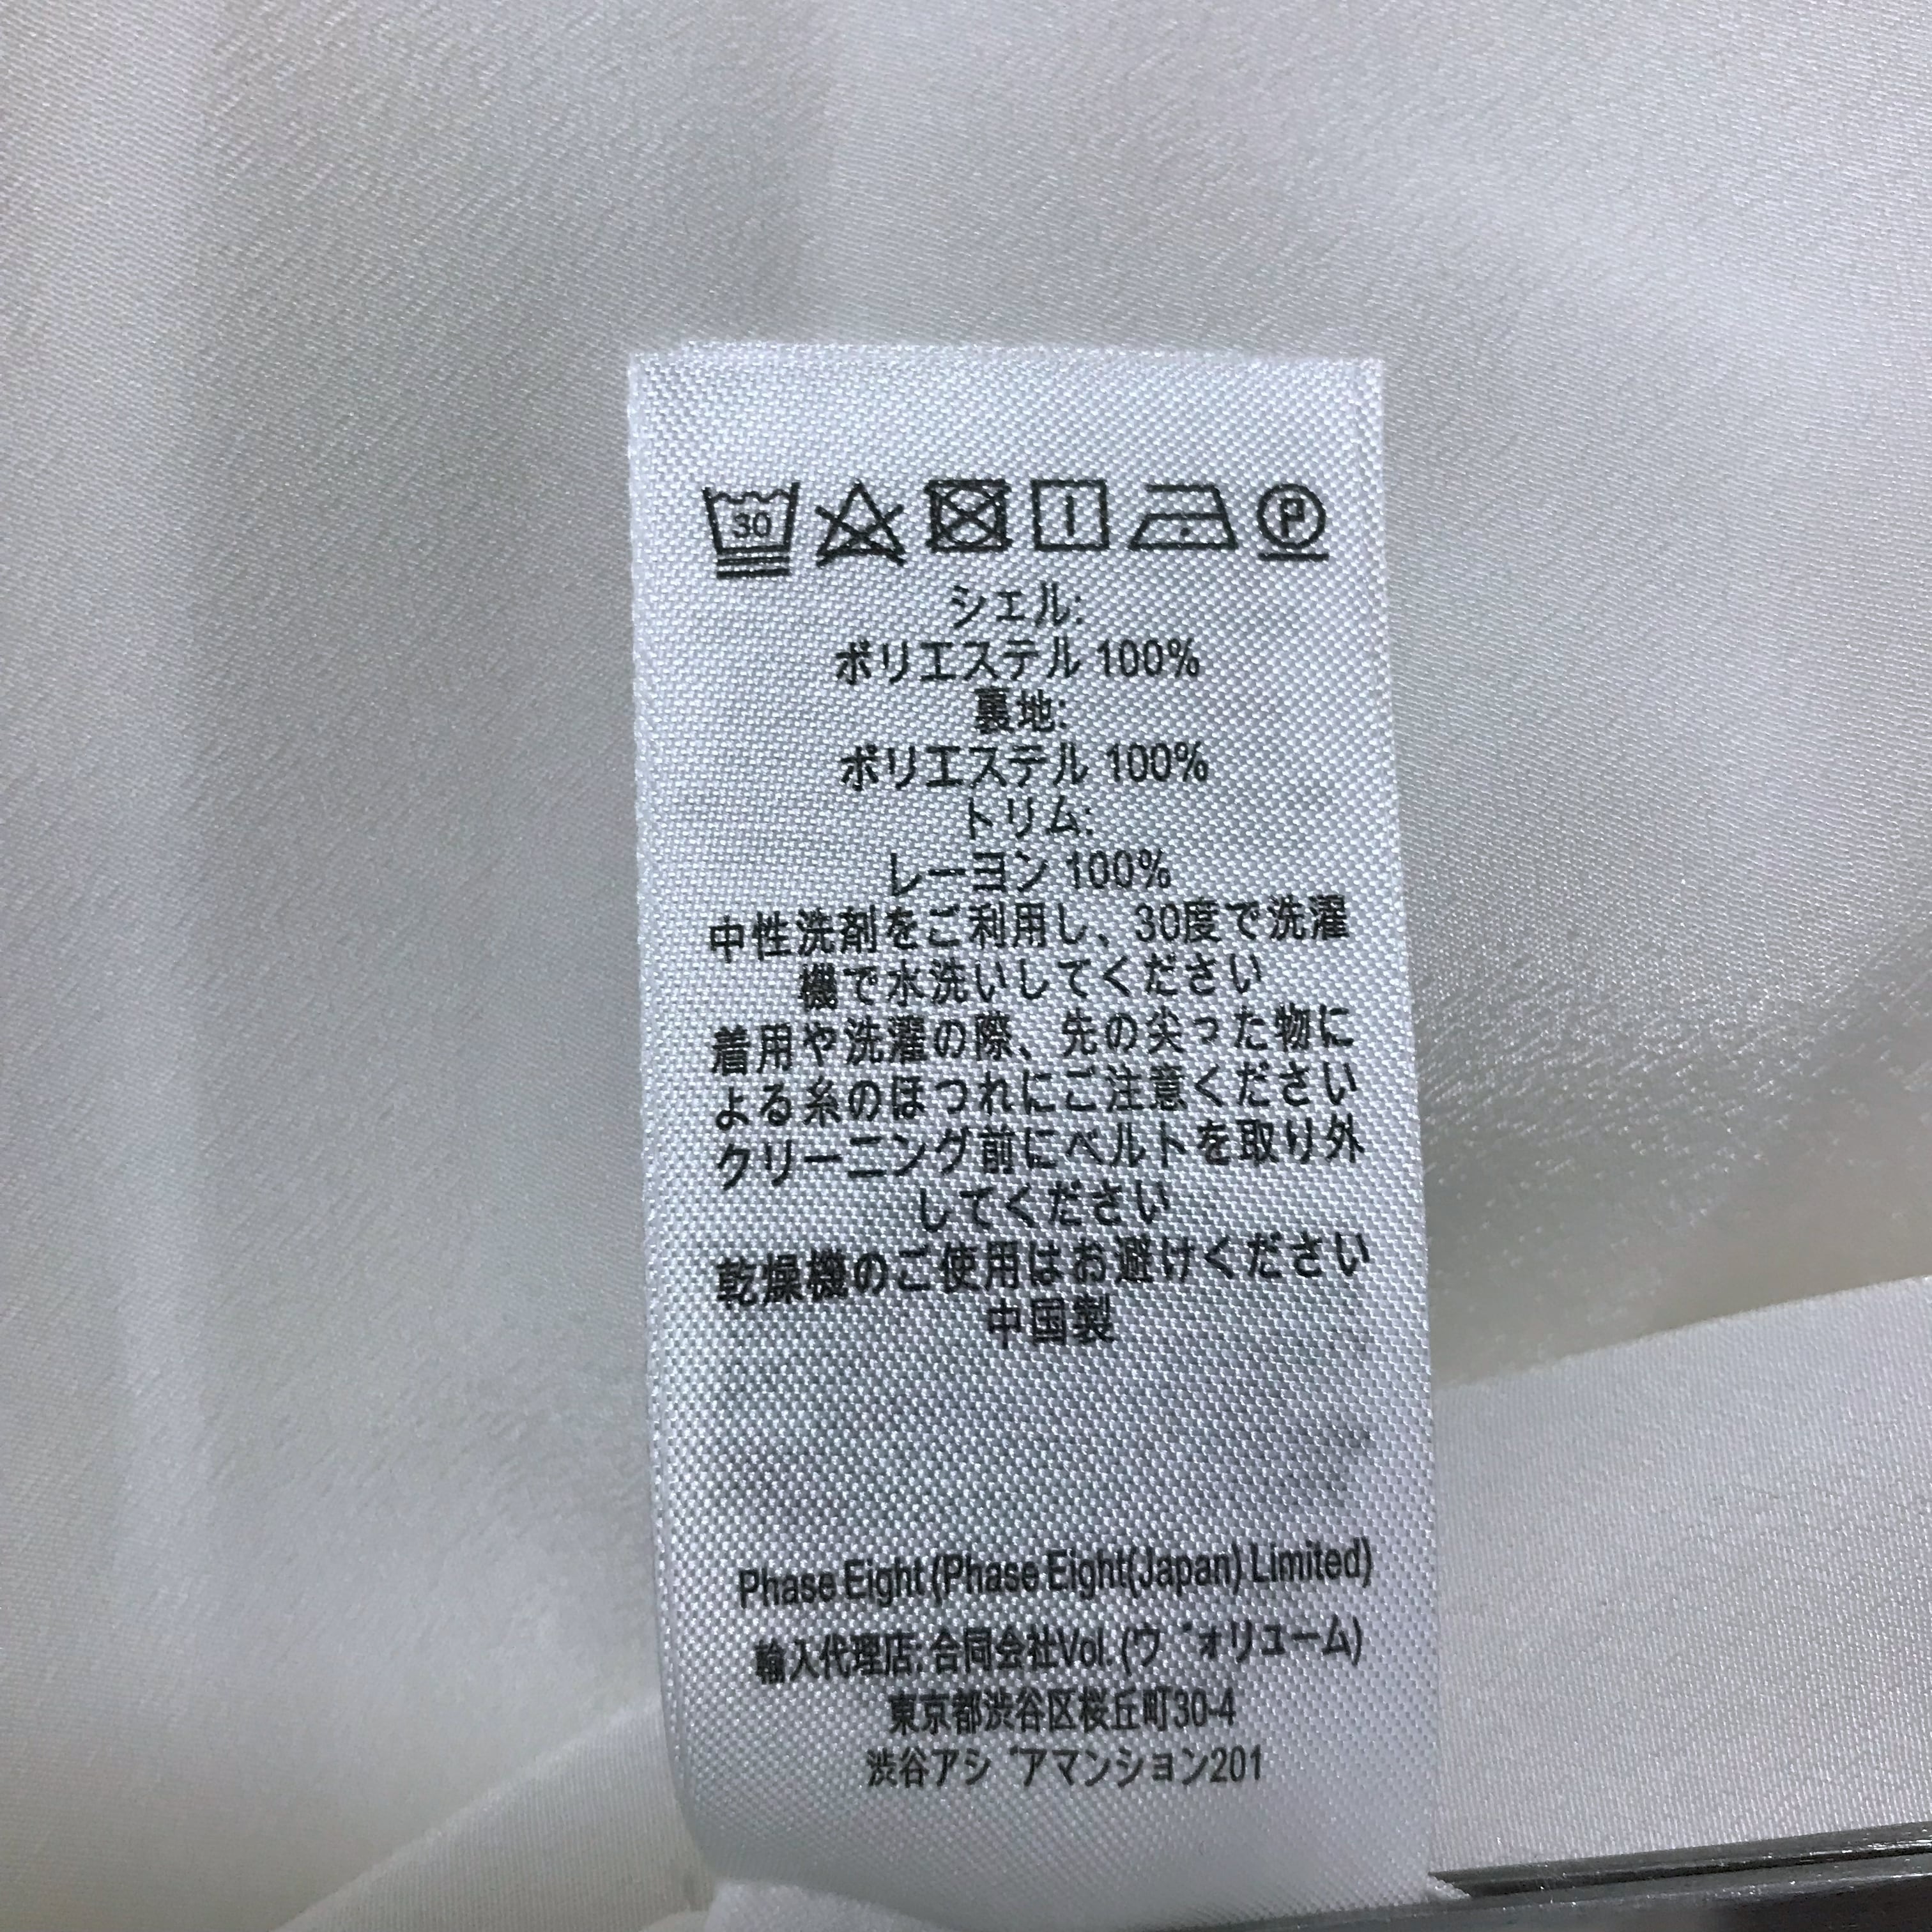 30
P
シェル:
ポリエステル 100%
裏地:
ポリエステル 100%
トリム:
レーヨン 100%
中性洗剤をご利用し、30度で洗濯
機で水洗いしてください
着用や洗濯の際、先の尖った物に
よる糸のほつれにご注意ください
クリーニング前にベルトを取り外
してください
乾燥機のご使用はお避けください
中国製
Phase Eight (Phase Eight(Japan) Limited)
輸入代理店: 合同会社Vol. (ヴォリューム)
東京都渋谷区桜丘町30-4
渋谷アジアマンション201